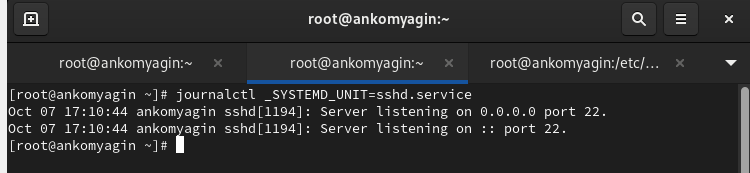 root@ankomyagin:~
root@ankomyagin:~
root@ankomyagin:~
root@ankomyagin:/etc/...
[root@ankomyagin ~]# journalctl _SYSTEMD_UNIT=sshd.service
Oct 07 17:10:44 ankomyagin sshd[1194]: Server listening on 0.0.0.0 port 22.
Oct 07 17:10:44 ankomyagin sshd[1194]: Server listening on :: port 22.
[root@ankomyagin ~]#